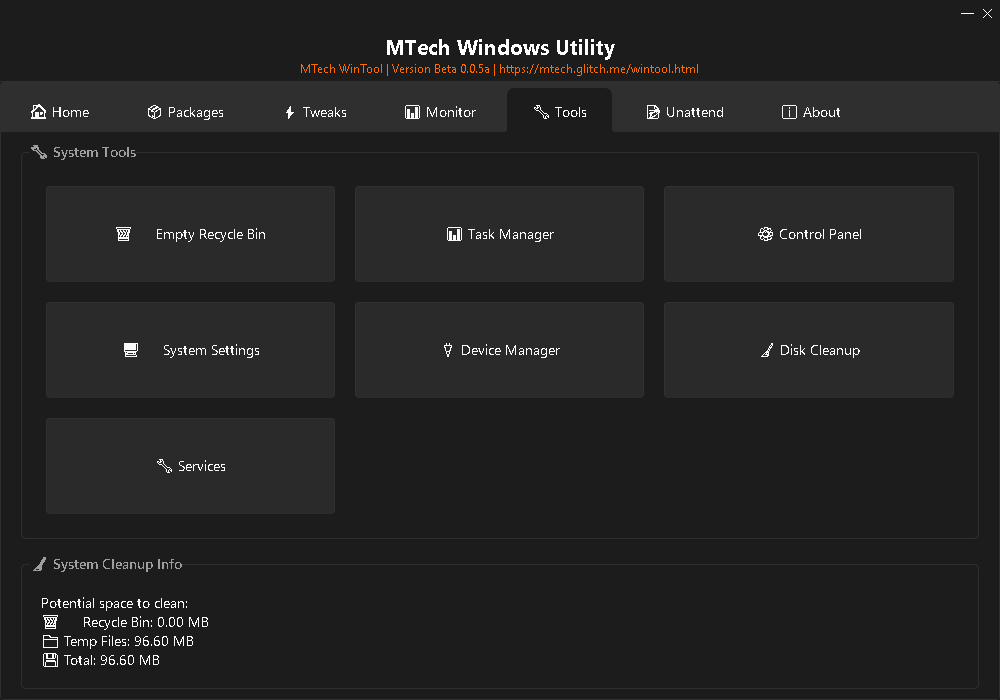 MTech Windows Utility
MTech WinTool | Version Beta 0.0.5a | https://mtech.glitch.me/wintool.html
Home Packages Tweaks Monitor Tools Unattend About
System Tools
Empty Recycle Bin Task Manager Control Panel
System Settings Device Manager Disk Cleanup
Services
System Cleanup Info
Potential space to clean:
Recycle Bin: 0.00 MB
Temp Files: 96.60 MB
Total: 96.60 MB